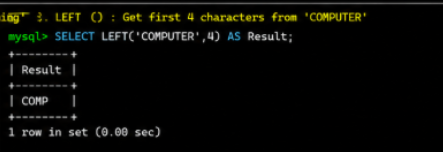 3. LEFT () : Get first 4 characters from 'COMPUTER'
mysql> SELECT LEFT('COMPUTER',4) AS Result;
+--------+
| Result |
+--------+
| COMP   |
+--------+
1 row in set (0.00 sec)